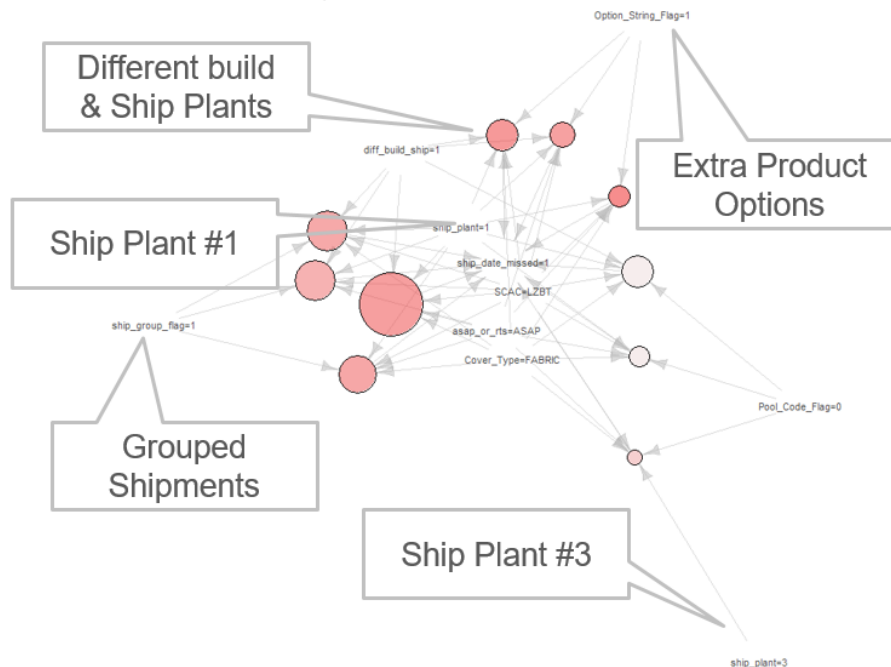 Option_String_Flag=1
Different build
& Ship Plants
diff_build_ship=1
Extra Product
Options
Ship Plant #1
ship_plant=1
ship_date_missed=1
SCAC=LZBT
ship_group_flag=1
asap_or_rts=ASAP
Cover_Type=FABRIC
Pool_Code_Flag=0
Grouped
Shipments
Ship Plant #3
ship_plant=3